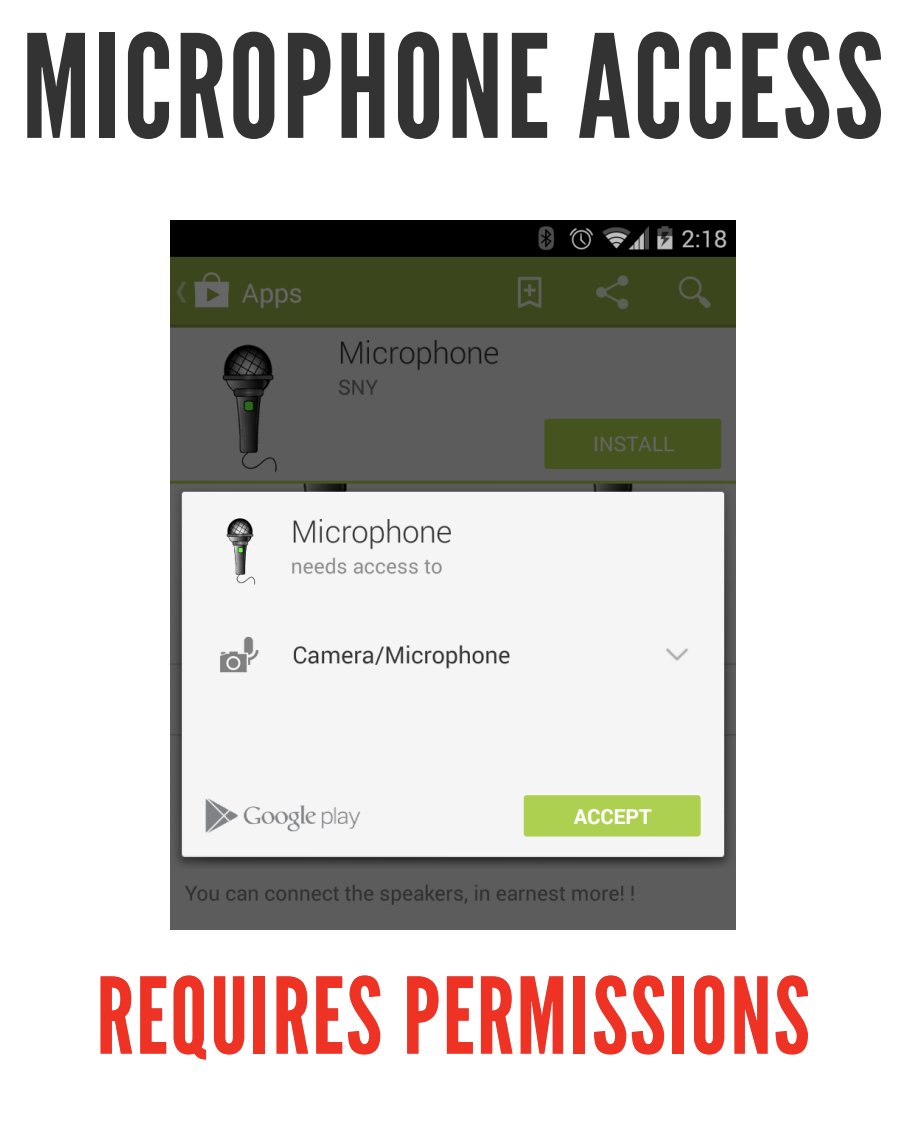 MICROPHONE ACCESS
2:18
Apps
Microphone
SNY
INSTALL
Microphone
needs access to
Camera/Microphone
Google play
ACCEPT
You can connect the speakers, in earnest more! !
REQUIRES PERMISSIONS